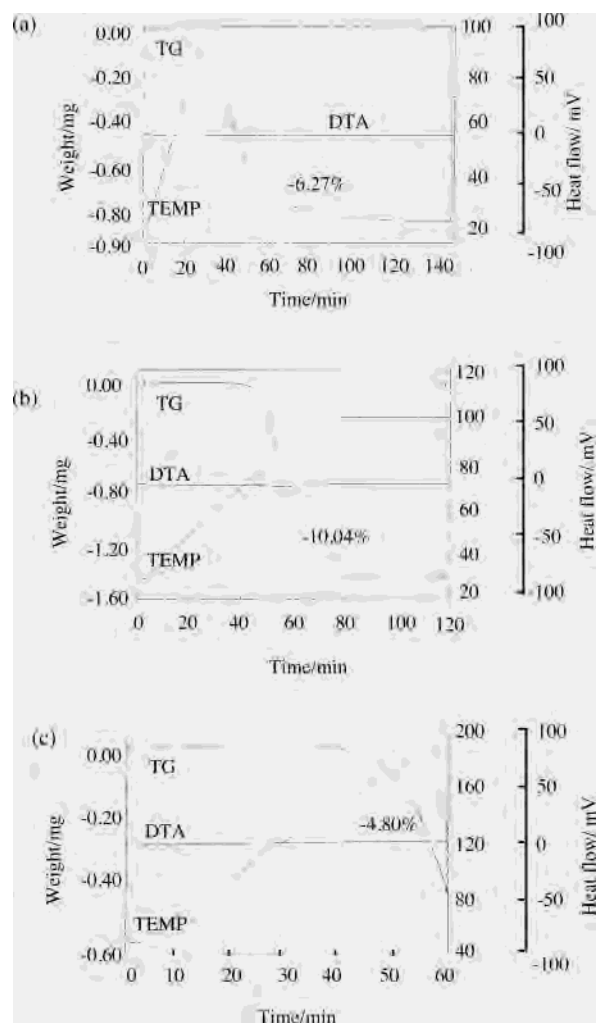 (a)
0.00
-0.20
-0.40
-0.50
-0.60
-0.80
-0.90
Weight/mg
TG
DTA
-6.27%
TEMP
100
80
60
40
20
100
50
0
-50
-100
Heat flow/ mV
0 20 40 60 80 100 120 140
Time/min
(b)
0.00
-0.40
-0.80
-1.20
-1.60
Weight/mg
TG
DTA
-10.04%
TEMP
120
100
80
60
40
20
100
50
0
-50
-100
Heat flow/ mV
0 20 40 60 80 100 120
Time/min
(c)
0.00
-0.20
-0.40
-0.60
Weight/mg
TG
DTA
-4.80%
TEMP
200
160
120
80
40
100
50
0
-50
-100
Heat flow/ mV
0 10 20 30 40 50 60
Time/min